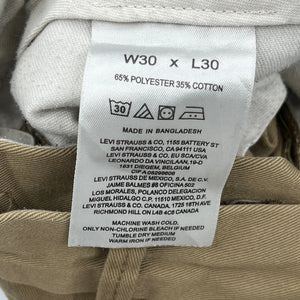 W30 x L30
65% POLYESTER 35% COTTON
30
MADE IN BANGLADESH
LEVI STRAUSS & CO, 1155 BATTERY ST
SAN FRANCISCO, CA 94111 USA
LEVI STRAUSS & CO. EU SCA/CVA
LEONARDO DA VINCILAAN, 19-D
1831 DIEGEM, BELGIUM
CIF A
LEVI STRAUSS DE MEXICO, S.A. DE C.V.
JAIME BALMES #8 OFICINA 502
LOS MORALES, POLANCO DELEGACION
MIGUEL HIDALGO C.P. 11510 MEXICO, D.F.
LEVI STRAUSS & CO. CANADA, 1725 16TH AVE
RICHMOND HILL ON L4B 4C6 CANADA
MACHINE WASH COLD
ONLY NON-CHLORINE BLEACH IF NEEDED
TUMBLE DRY MEDIUM
WARM IRON IF NEEDED